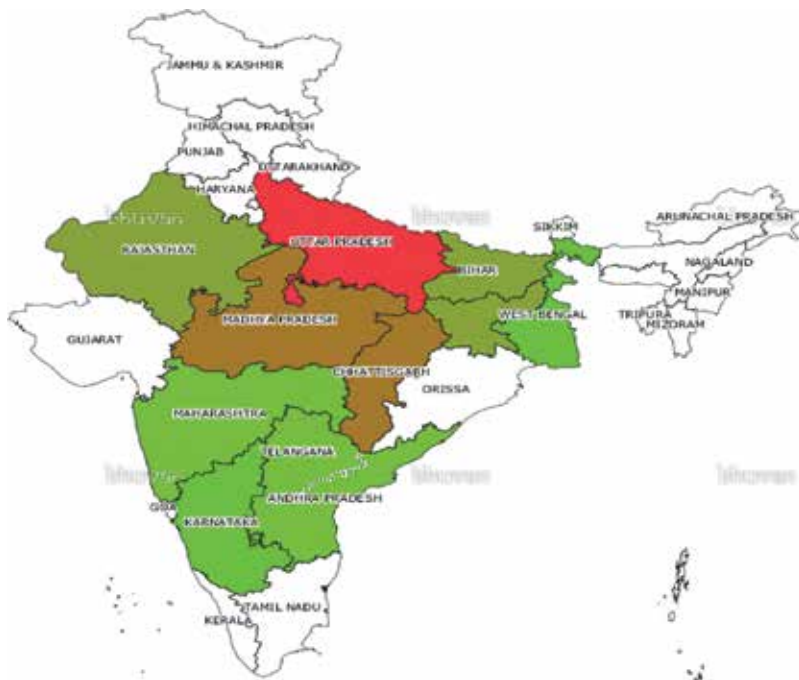 JAMMU & KASHMIR
HIMACHAL PRADESH
PUNJAB
UTTARAKHAND
HARYANA
ARUNACHAL PRADESH
SIKKIM
RAJASTHAN
UTTAR PRADESH
NAGALAND
BIHAR
MANIPUR
WEST BENGAL
TRIPURA
MIZORAM
MADHYA PRADESH
GUJARAT
CHHATTISGARH
ORISSA
MAHARASHTRA
TELANGANA
ANDHRA PRADESH
GOA
KARNATAKA
TAMIL NADU
KERALA